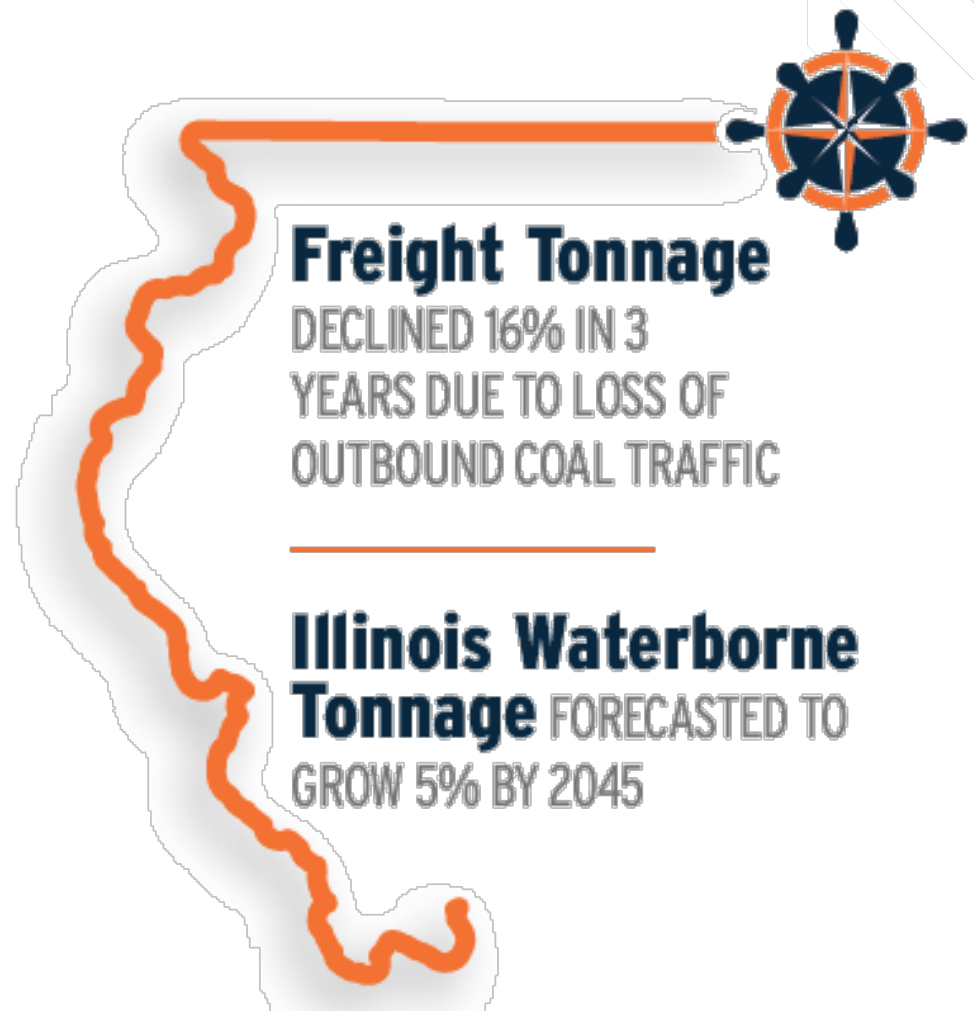 Freight Tonnage
DECLINED 16% IN 3
YEARS DUE TO LOSS OF
OUTBOUND COAL TRAFFIC
Illinois Waterborne
Tonnage FORECASTED TO
GROW 5% BY 2045